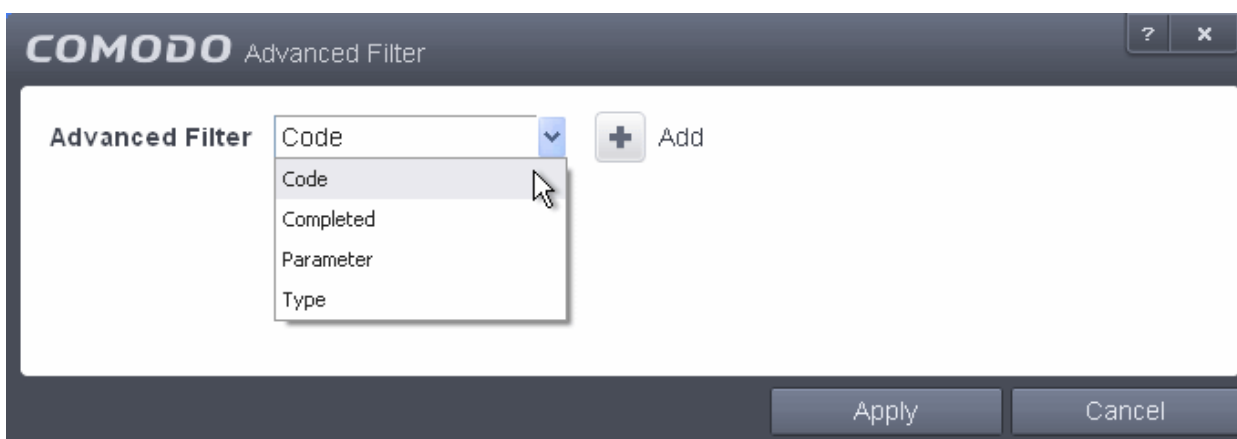 COMODO Advanced Filter ? x
Advanced Filter Code Add
Code
Completed
Parameter
Type
Apply Cancel